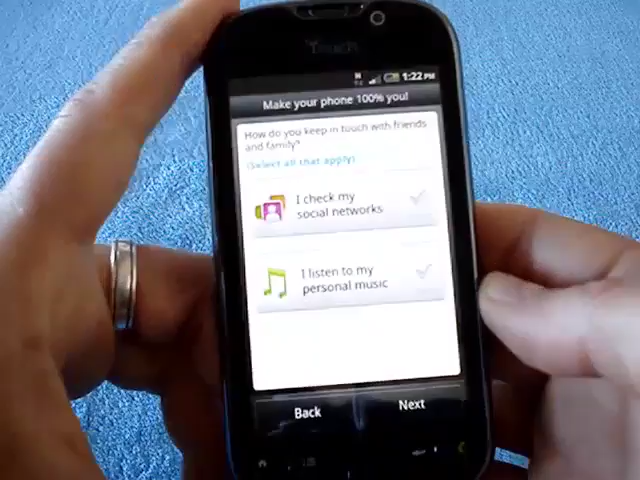 Touch
1:22 PM
Make your phone 100% you!
How do you keep in touch with friends
and family?
(Select all that apply)
I check my
social networks
I listen to my
personal music
Back
Next